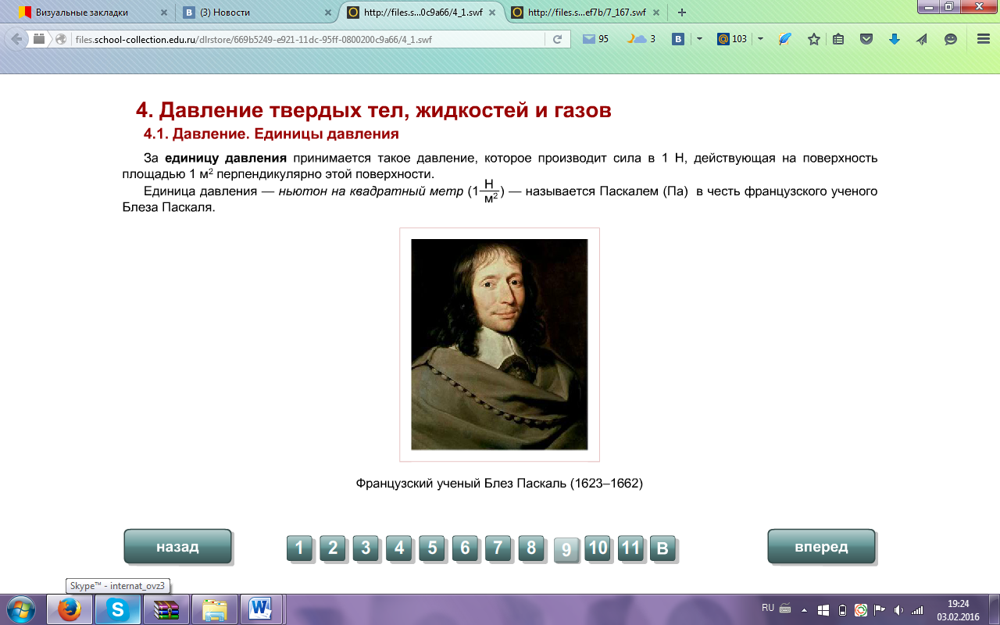 Визуальные закладки
(3) Новости
http://files.s...0c9a66/4_1.swf
http://files.s...ef7b/7_167.swf
files.school-collection.edu.ru/dlrstore/669b5249-e921-11dc-95ff-0800200c9a66/4_1.swf
95
3
В
103
4. Давление твердых тел, жидкостей и газов
4.1. Давление. Единицы давления
За единицу давления принимается такое давление, которое производит сила в 1 Н, действующая на поверхность
площадью 1 м² перпендикулярно этой поверхности.
Единица давления — ньютон на квадратный метр (1 Н/м²) — называется Паскалем (Па) в честь французского ученого
Блеза Паскаля.
Французский ученый Блез Паскаль (1623–1662)
назад 1 2 3 4 5 6 7 8 9 10 11 В вперед
Skype™ - internat_ovz3
RU
19:24
03.02.2016